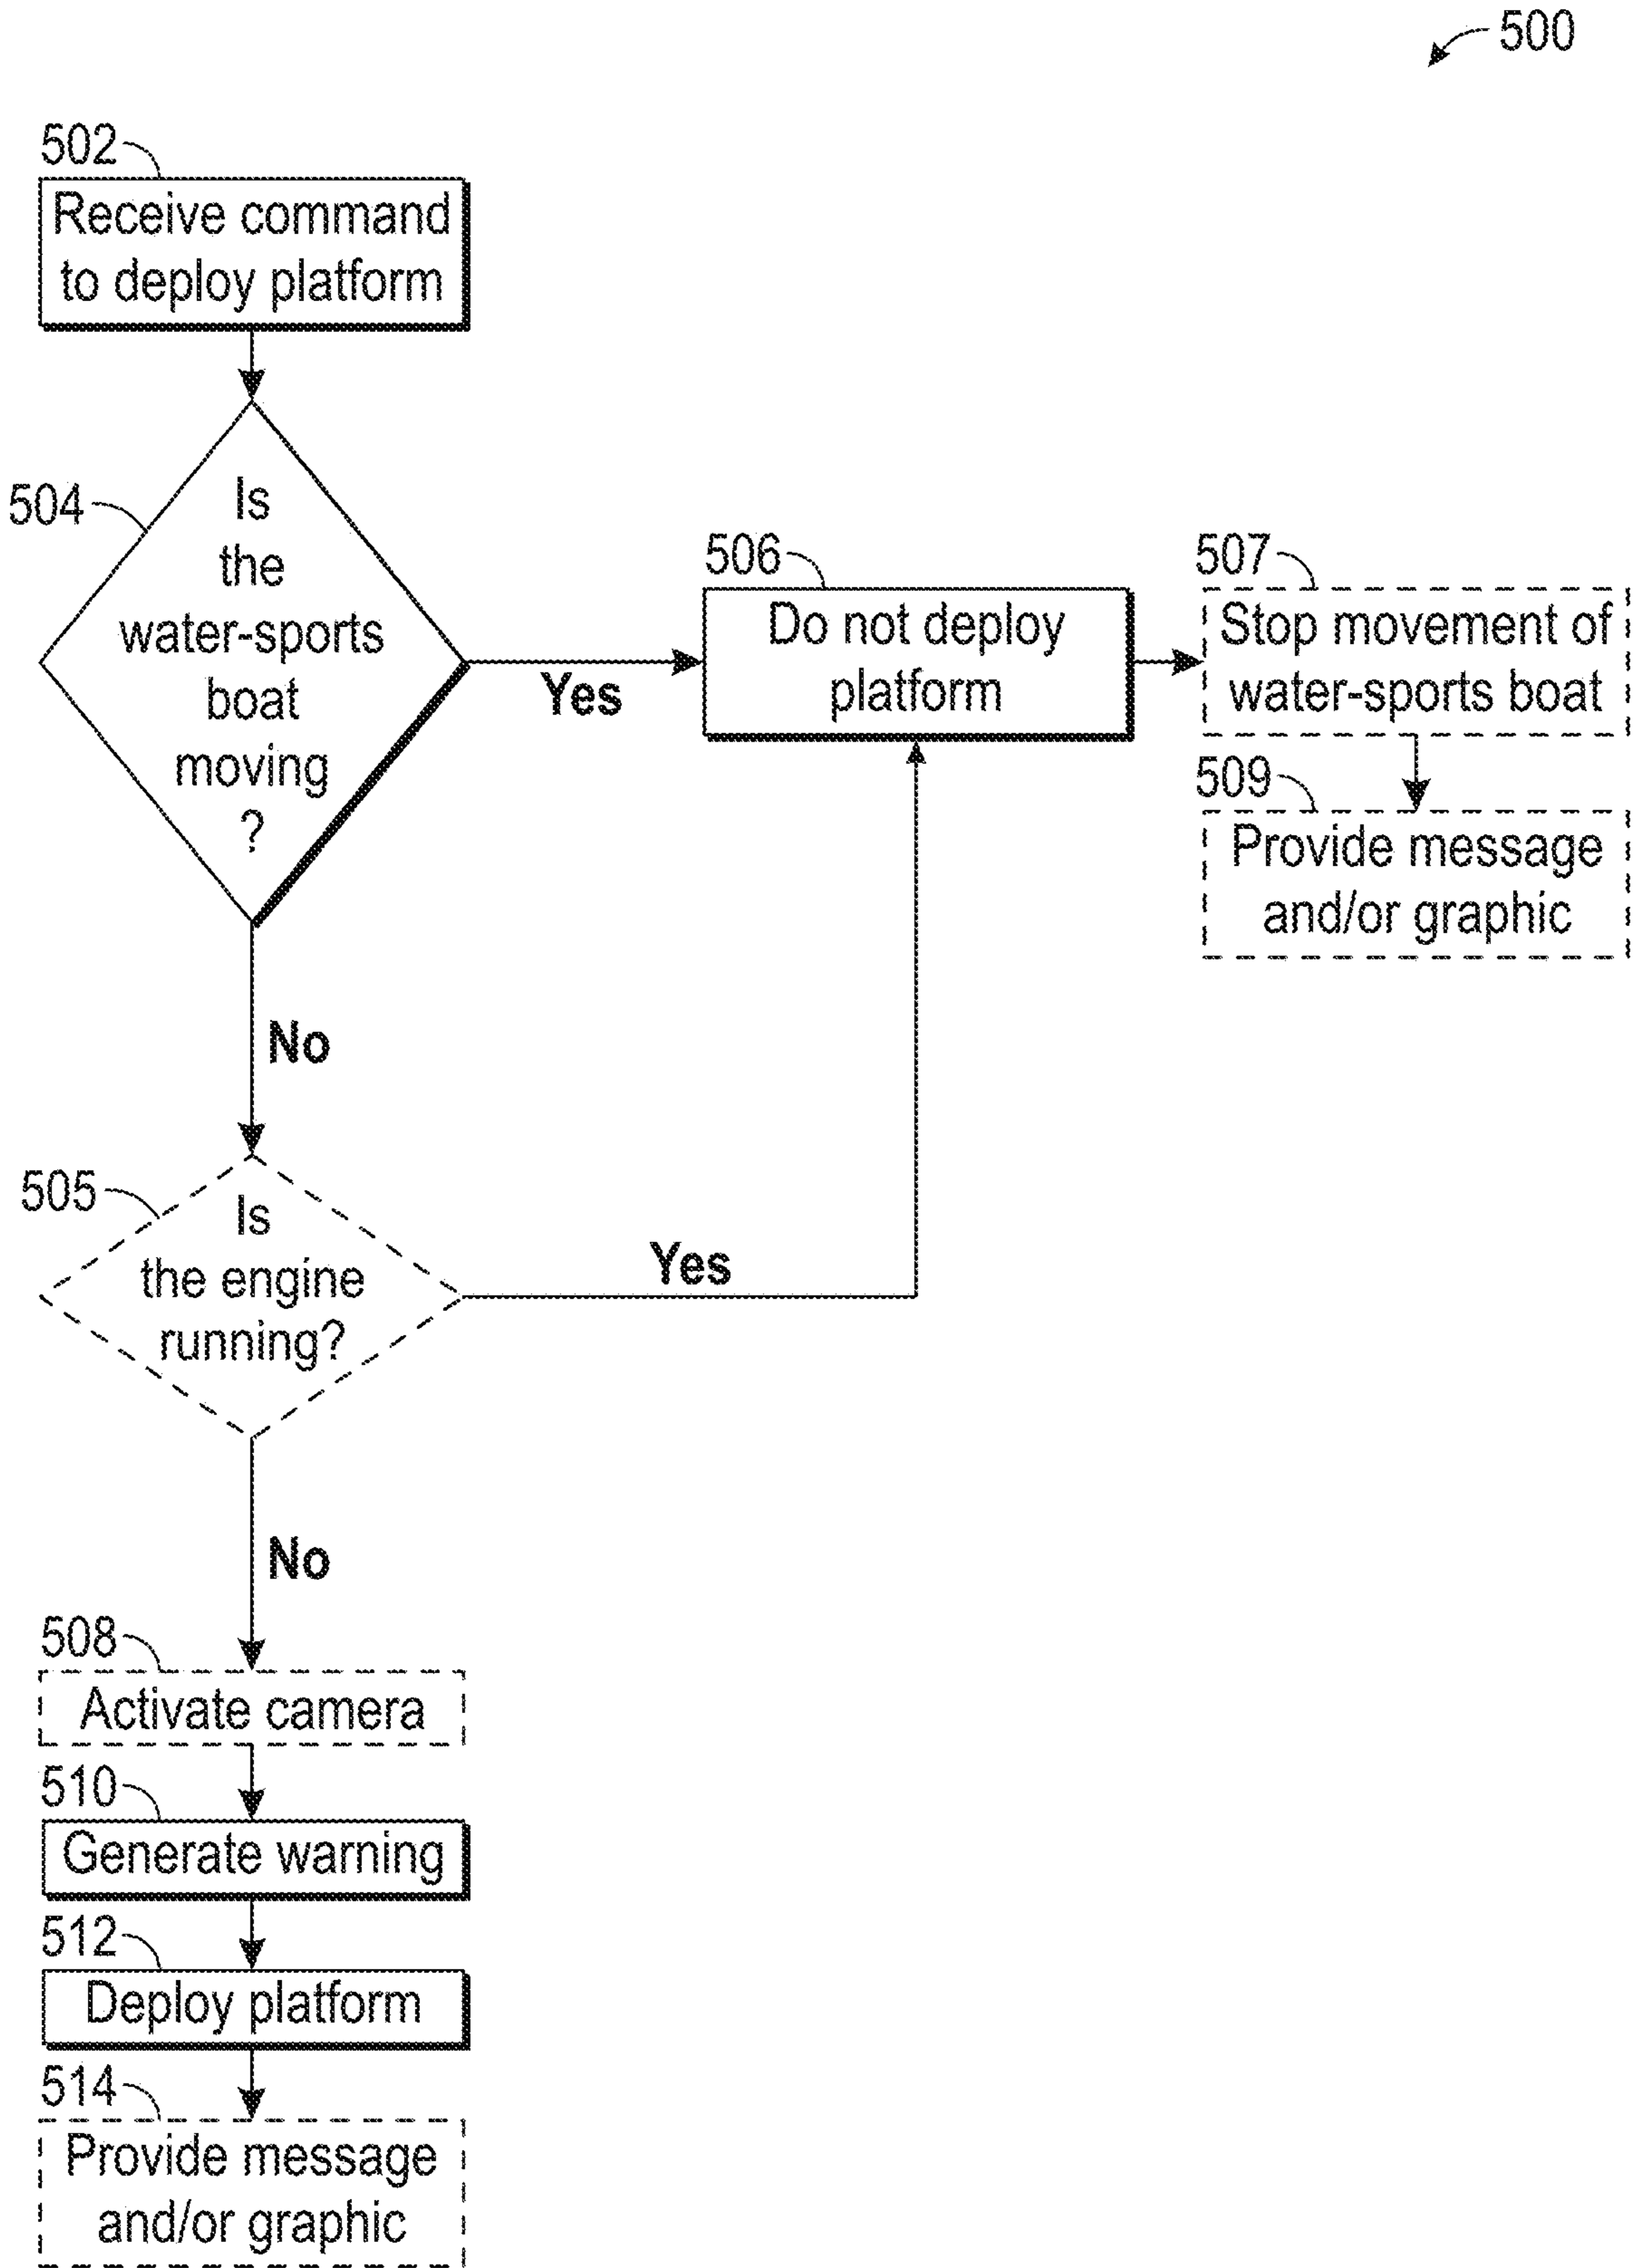 500
502
Receive command
to deploy platform
504
Is
the
water-sports
boat
moving
?
Yes
506
Do not deploy
platform
507
Stop movement of
water-sports boat
509
Provide message
and/or graphic
No
505
Is
the engine
running?
Yes
No
508
Activate camera
510
Generate warning
512
Deploy platform
514
Provide message
and/or graphic